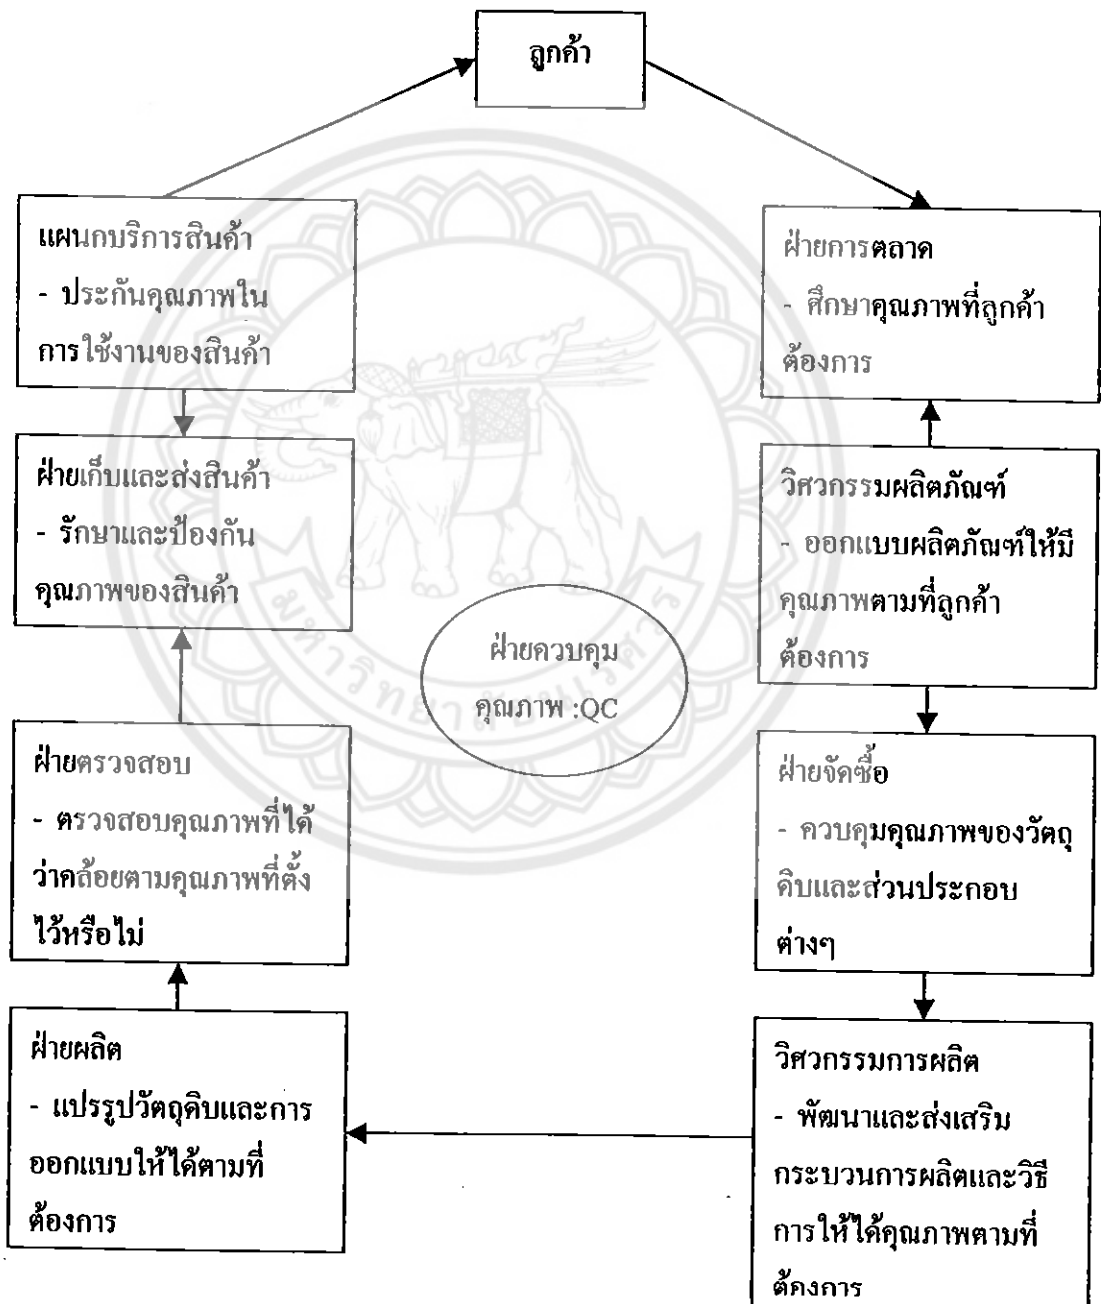 ลูกค้า
แผนกบริการสินค้า
- ประกันคุณภาพใน
การใช้งานของสินค้า
ฝ่ายการตลาด
- ศึกษาคุณภาพที่ลูกค้า
ต้องการ
ฝ่ายเก็บและส่งสินค้า
- รักษาและป้องกัน
คุณภาพของสินค้า
วิศวกรรมผลิตภัณฑ์
- ออกแบบผลิตภัณฑ์ให้มี
คุณภาพตามที่ลูกค้า
ต้องการ
ฝ่ายควบคุม
คุณภาพ :QC
มหาวิทยาลัยนเรศวร
ฝ่ายตรวจสอบ
- ตรวจสอบคุณภาพที่ได้
ว่าคล้อยตามคุณภาพที่ตั้ง
ไว้หรือไม่
ฝ่ายจัดซื้อ
- ควบคุมคุณภาพของวัตถุ
ดิบและส่วนประกอบ
ต่างๆ
ฝ่ายผลิต
- แปรรูปวัตถุดิบและการ
ออกแบบให้ได้ตามที่
ต้องการ
วิศวกรรมการผลิต
- พัฒนาและส่งเสริม
กระบวนการผลิตและวิธี
การให้ได้คุณภาพตามที่
ต้องการ